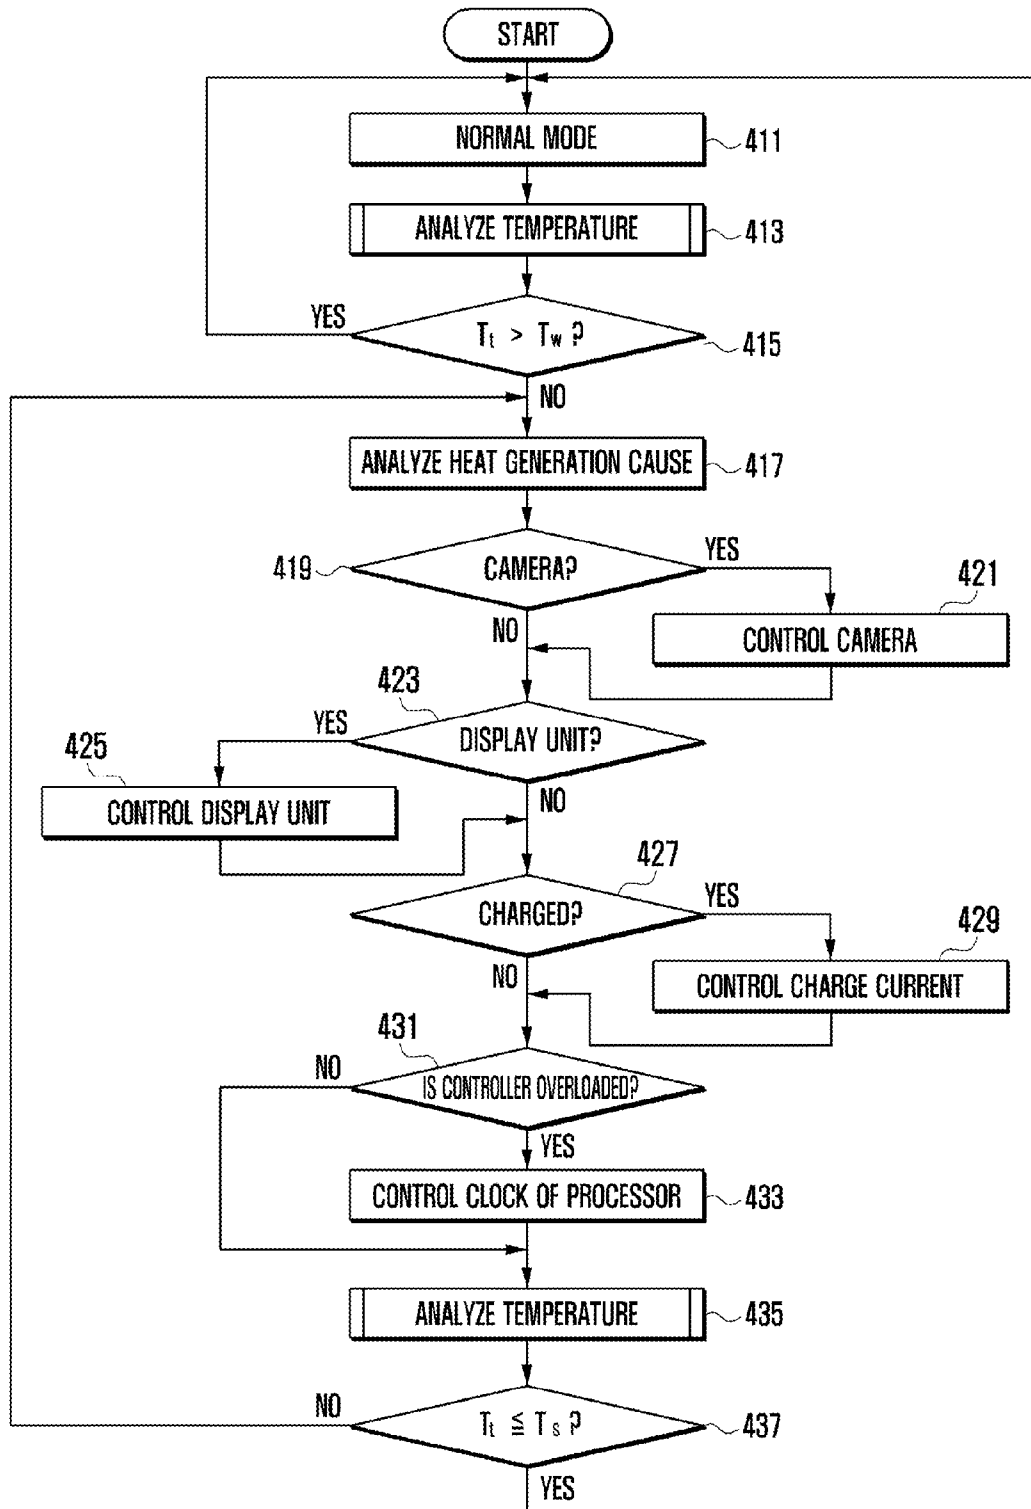 START
NORMAL MODE
411
ANALYZE TEMPERATURE
413
YES
Tt > Tw ?
415
NO
ANALYZE HEAT GENERATION CAUSE
417
419
CAMERA?
YES
421
NO
CONTROL CAMERA
423
YES
DISPLAY UNIT?
425
NO
CONTROL DISPLAY UNIT
427
CHARGED?
YES
429
NO
CONTROL CHARGE CURRENT
431
NO
IS CONTROLLER OVERLOADED?
YES
CONTROL CLOCK OF PROCESSOR
433
ANALYZE TEMPERATURE
435
NO
Tt ≦ Ts ?
437
YES